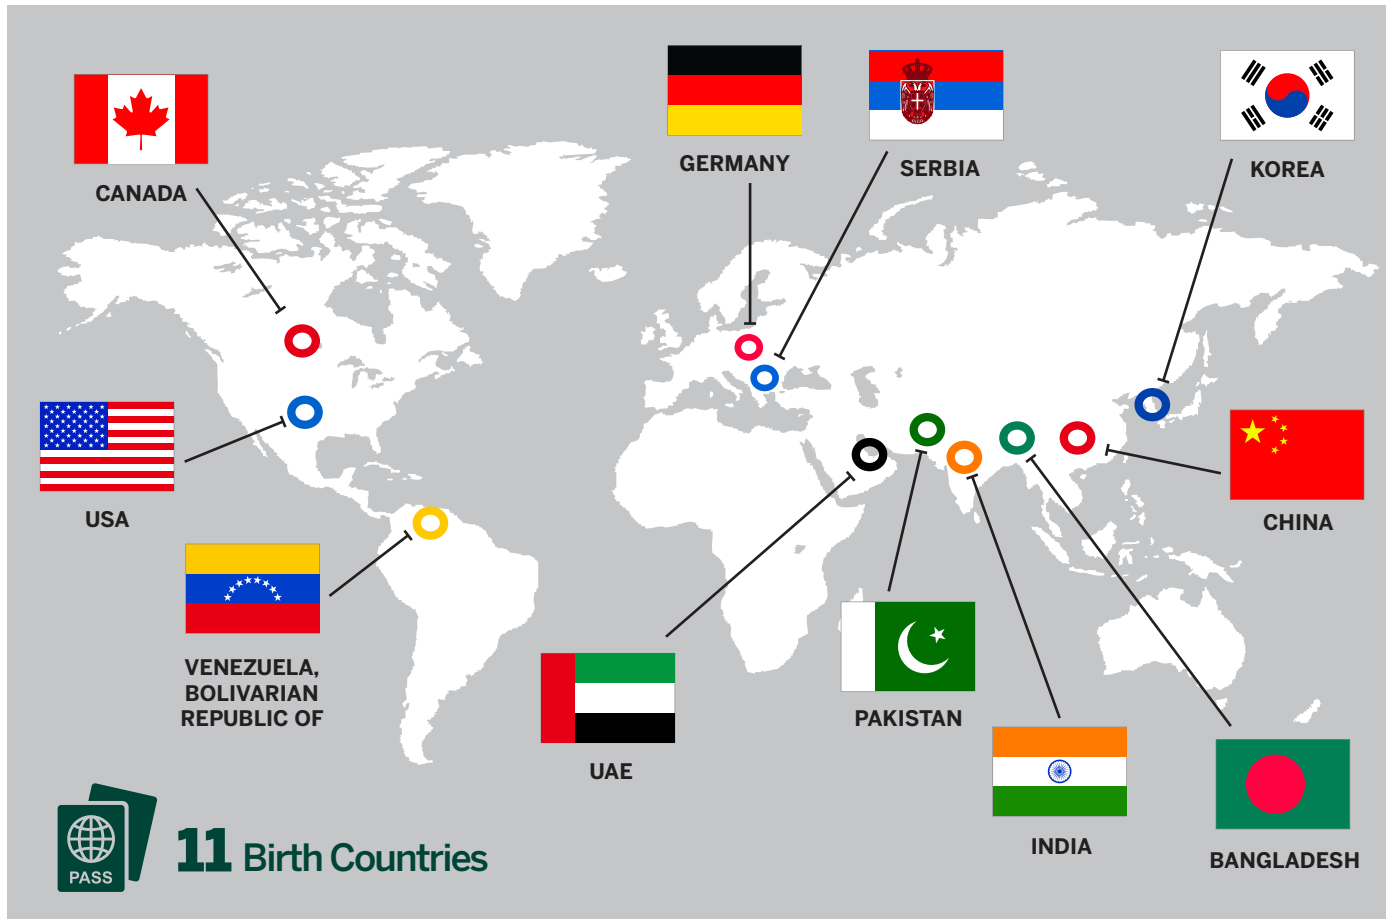 GERMANY
SERBIA
KOREA
CANADA
USA
CHINA
VENEZUELA,
BOLIVARIAN
REPUBLIC OF
PAKISTAN
UAE
INDIA
BANGLADESH
PASS
11 Birth Countries